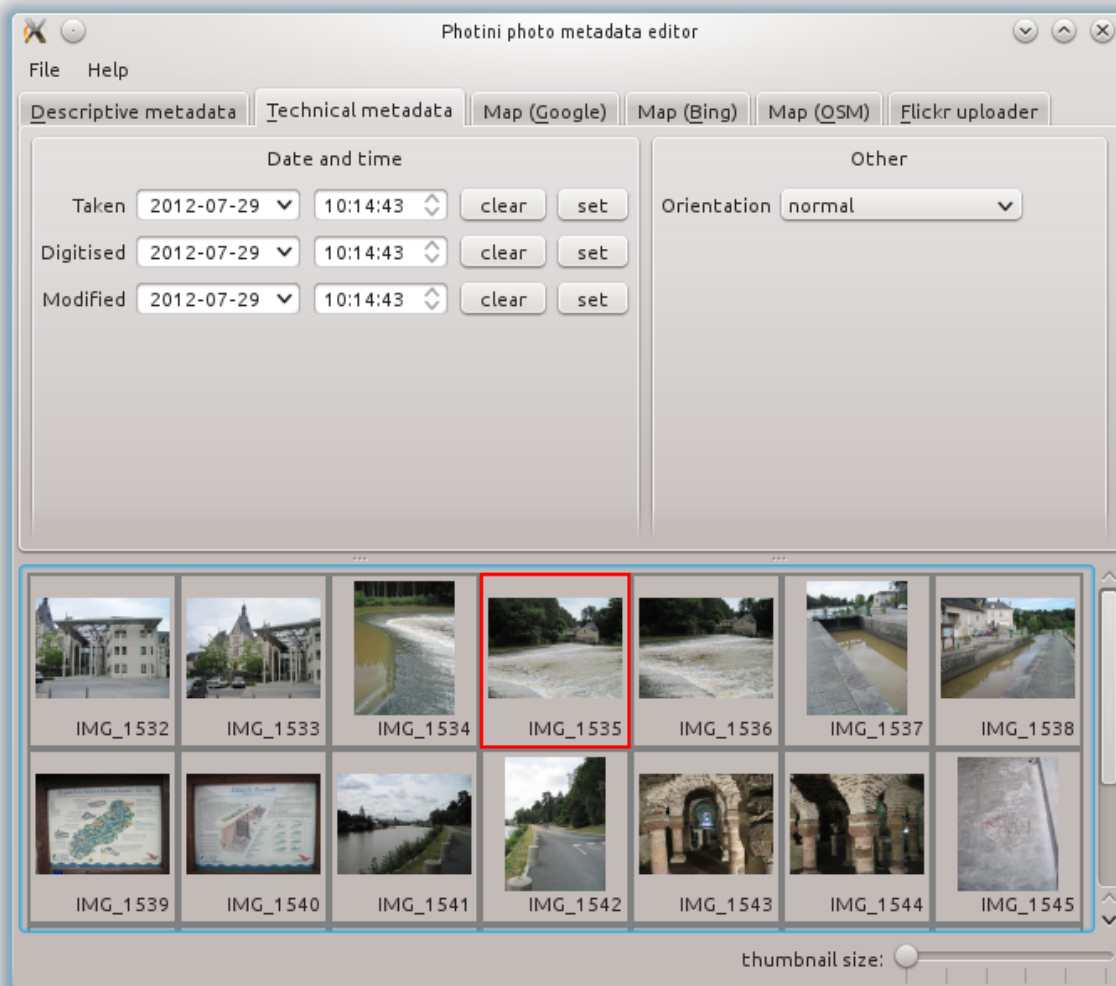 Photini photo metadata editor
File Help
Descriptive metadata Technical metadata Map (Google) Map (Bing) Map (OSM) Flickr uploader
Date and time Other
Taken 2012-07-29 10:14:43 clear set Orientation normal
Digitised 2012-07-29 10:14:43 clear set
Modified 2012-07-29 10:14:43 clear set
IMG_1532 IMG_1533 IMG_1534 IMG_1535 IMG_1536 IMG_1537 IMG_1538
IMG_1539 IMG_1540 IMG_1541 IMG_1542 IMG_1543 IMG_1544 IMG_1545
thumbnail size: